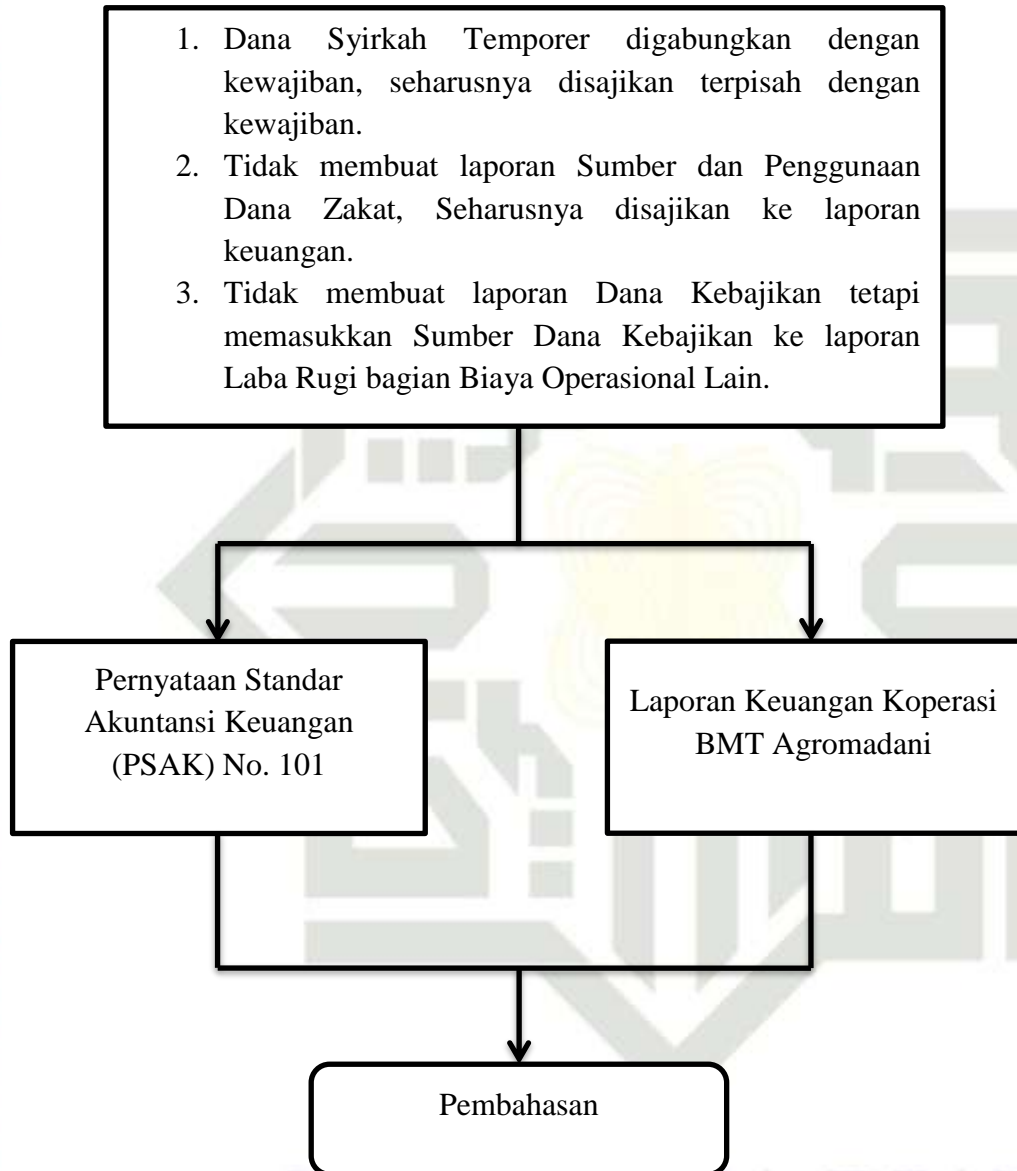 1. Dana Syirkah Temporer digabungkan dengan
kewajiban, seharusnya disajikan terpisah dengan
kewajiban.
2. Tidak membuat laporan Sumber dan Penggunaan
Dana Zakat, Seharusnya disajikan ke laporan
keuangan.
3. Tidak membuat laporan Dana Kebajikan tetapi
memasukkan Sumber Dana Kebajikan ke laporan
Laba Rugi bagian Biaya Operasional Lain.
Pernyataan Standar
Akuntansi Keuangan
(PSAK) No. 101
Laporan Keuangan Koperasi
BMT Agromadani
Pembahasan